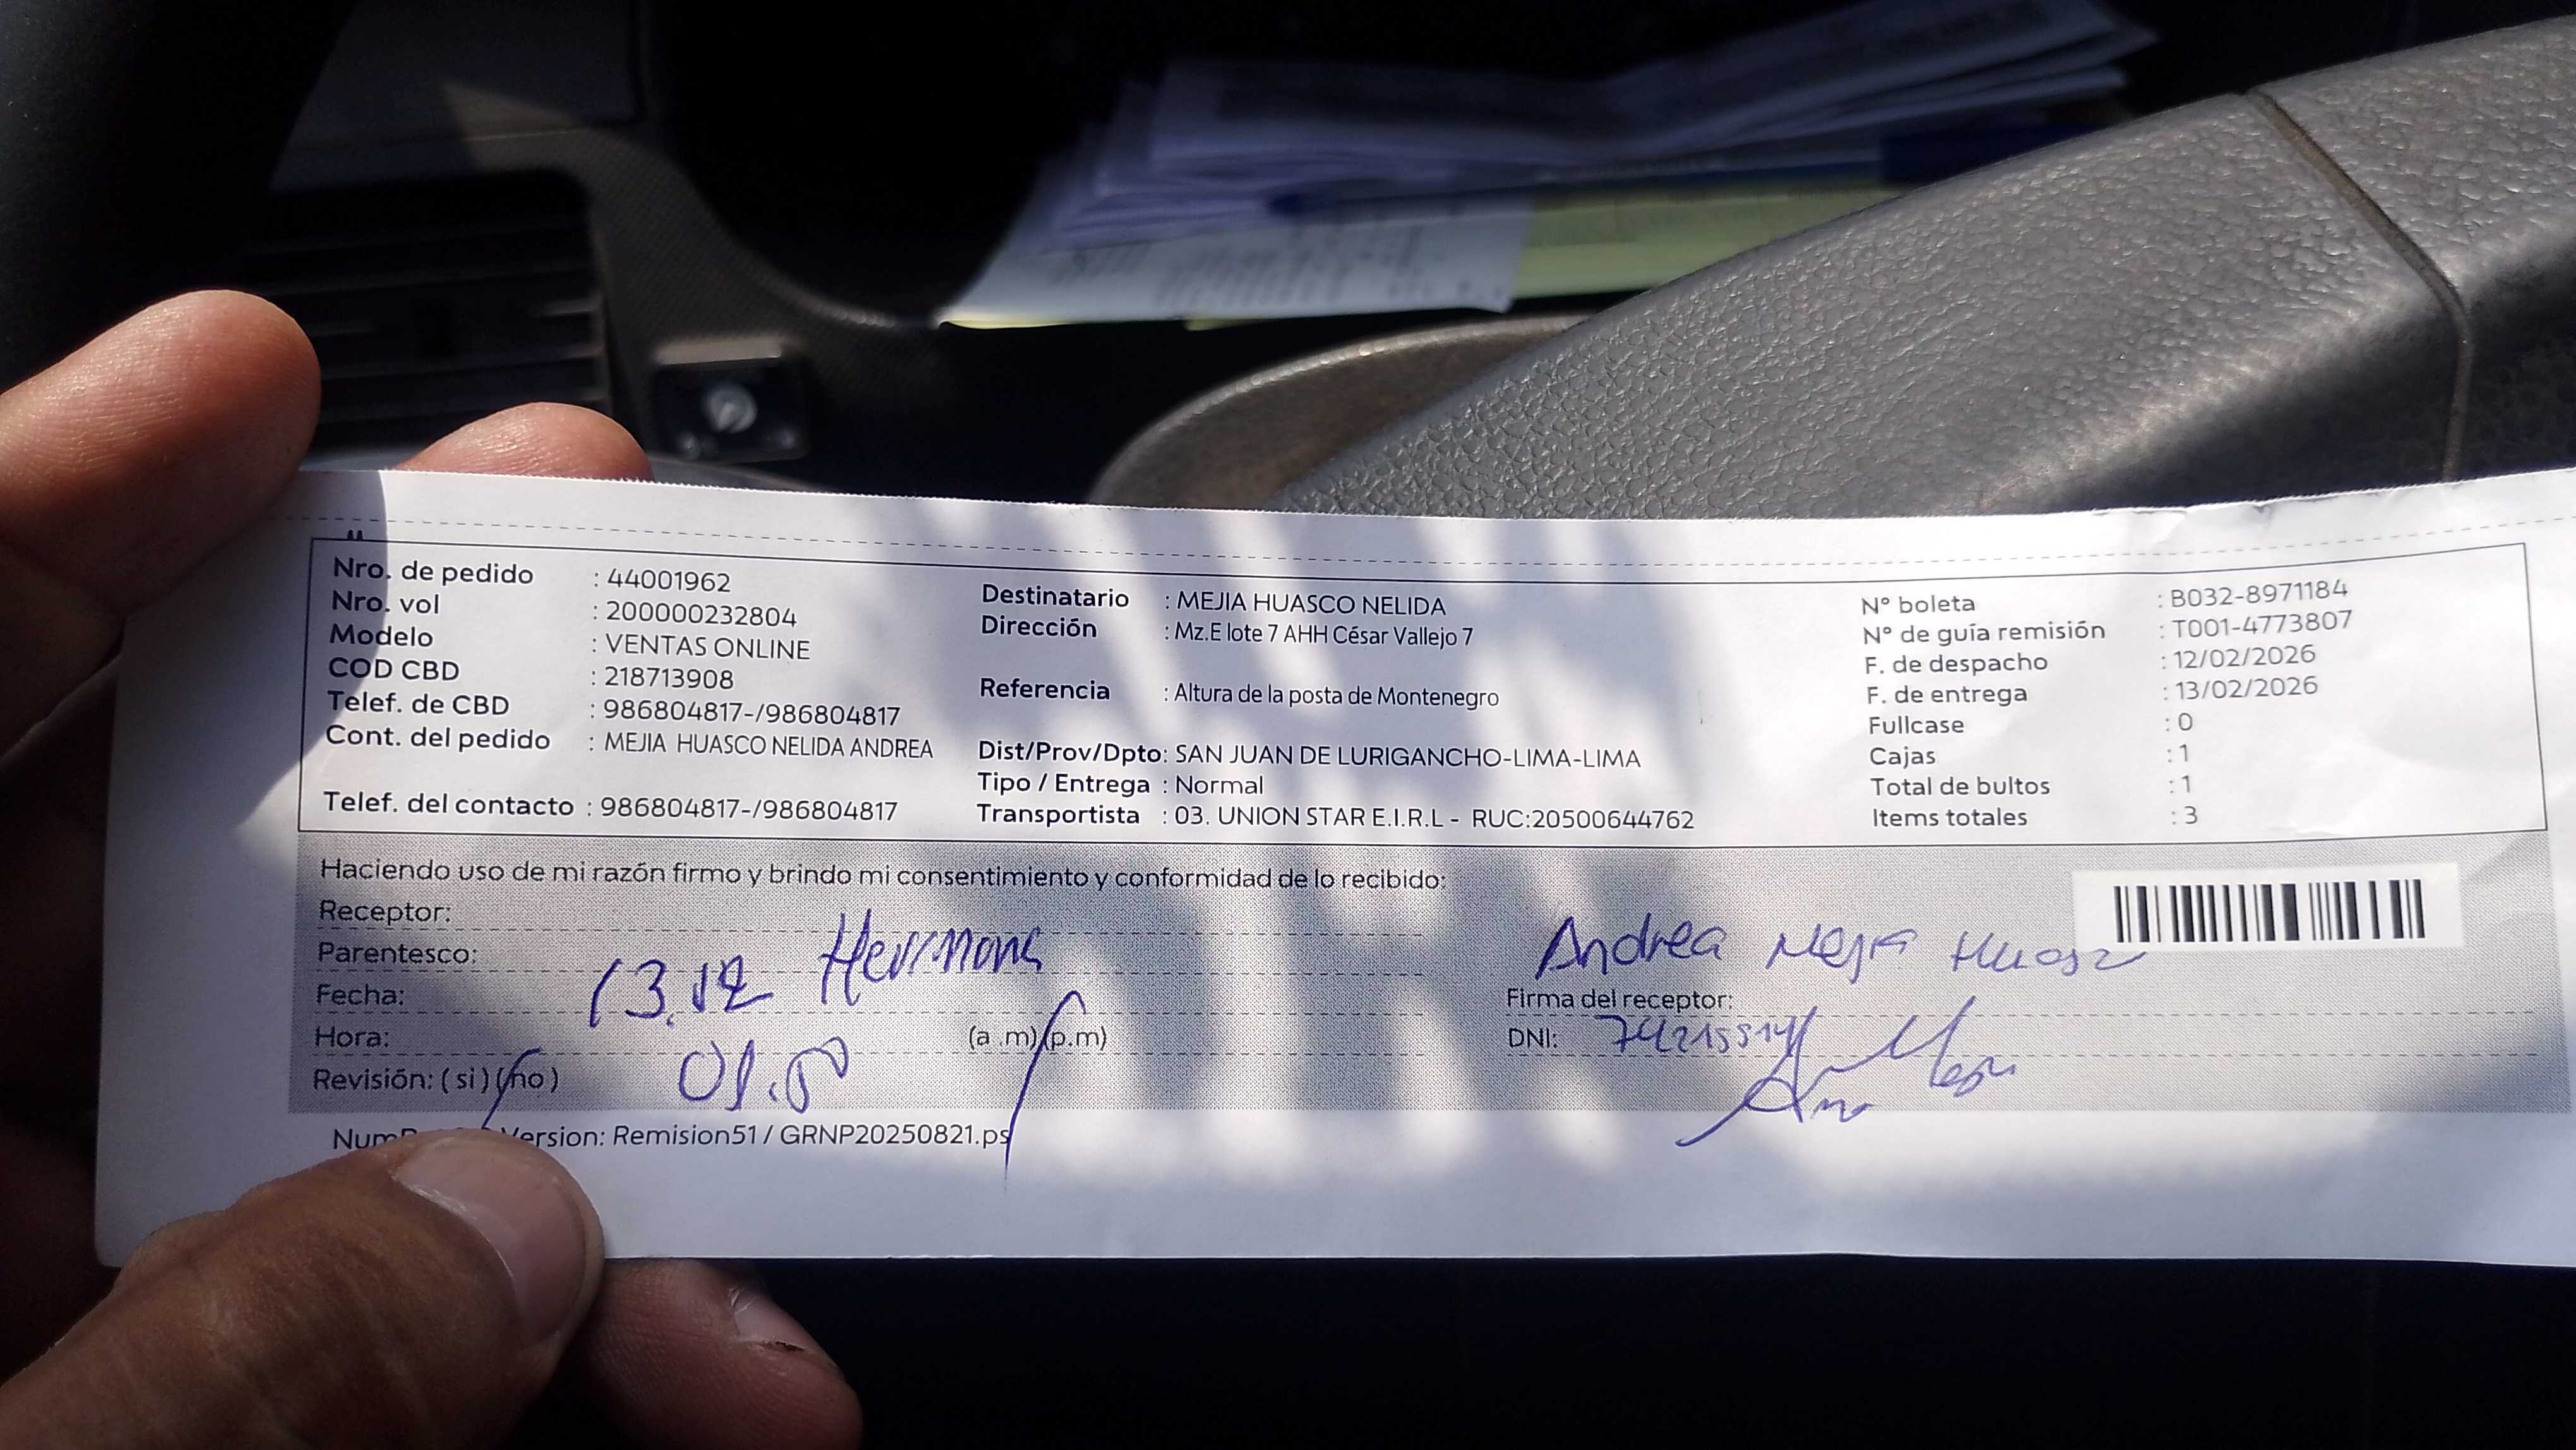 Nro. de pedido : 44001962
Nro. vol : 200000232804
Modelo : VENTAS ONLINE
COD CBD : 218713908
Telef. de CBD : 986804817-/986804817
Cont. del pedido : MEJIA HUASCO NELIDA ANDREA
Telef. del contacto : 986804817-/986804817
Destinatario : MEJIA HUASCO NELIDA
Dirección : Mz.E lote 7 AHH César Vallejo 7
Referencia : Altura de la posta de Montenegro
Dist/Prov/Dpto: SAN JUAN DE LURIGANCHO-LIMA-LIMA
Tipo / Entrega : Normal
Transportista : 03. UNION STAR E.I.R.L - RUC:20500644762
N° boleta : B032-8971184
N° de guía remisión : T001-4773807
F. de despacho : 12/02/2026
F. de entrega : 13/02/2026
Fullcase : 0
Cajas : 1
Total de bultos : 1
Items totales : 3
Haciendo uso de mi razón firmo y brindo mi consentimiento y conformidad de lo recibido:
Receptor:
Parentesco: Hermana
Fecha: 13.
Hora: 01.00 (a .m)(p.m)
Revisión: ( si ) (no )
Andrea Mejia
Firma del receptor:
DNI:
Version: Remision51 / GRNP20250821.ps